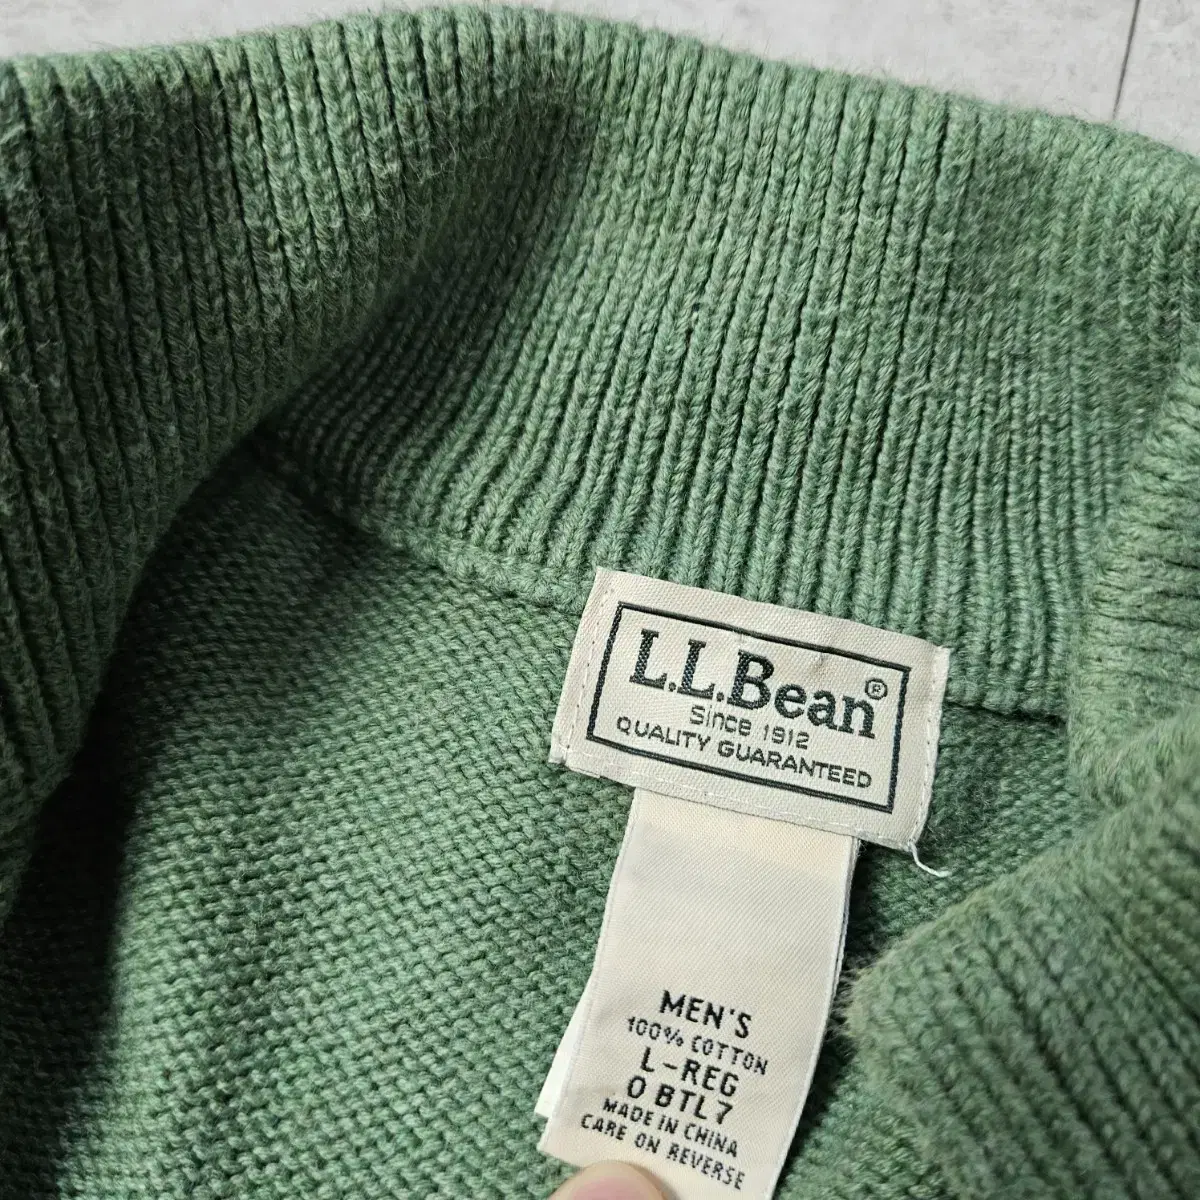 L.L.Bean®
Since 1912
QUALITY GUARANTEED
MEN'S
100% COTTON
L-REG
0 BTL7
MADE IN CHINA
CARE ON REVERSE